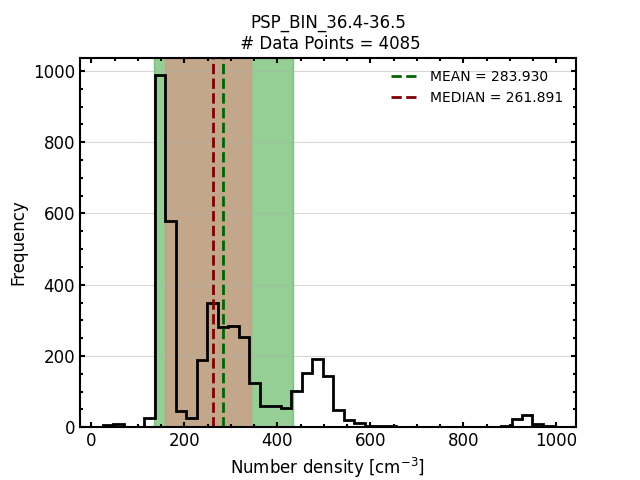 PSP_BIN_36.4-36.5
# Data Points = 4085
MEAN = 283.930
MEDIAN = 261.891
Frequency
1000
800
600
400
200
0
0 200 400 600 800 1000
Number density [cm⁻³]